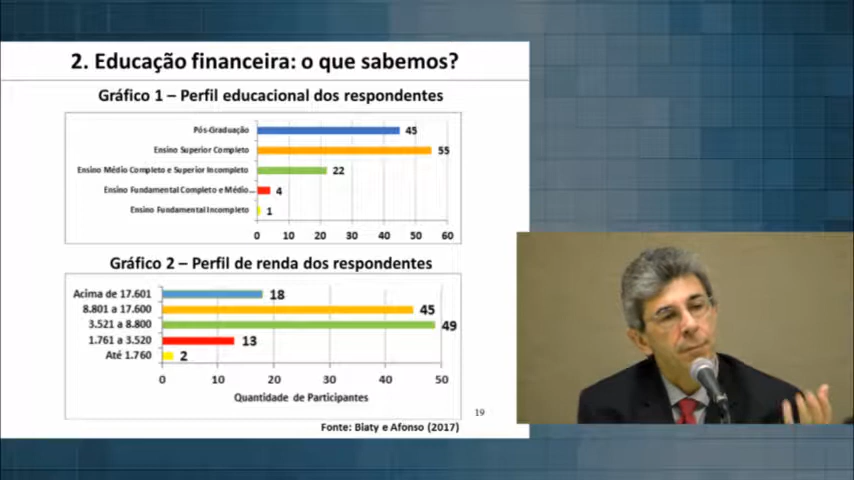 2. Educação financeira: o que sabemos?
Gráfico 1 – Perfil educacional dos respondentes
Pós-Graduação 45
Ensino Superior Completo 55
Ensino Médio Completo e Superior Incompleto 22
Ensino Fundamental Completo e Médio... 4
Ensino Fundamental Incompleto 1
0 10 20 30 40 50 60
Gráfico 2 – Perfil de renda dos respondentes
Acima de 17.601 18
8.801 a 17.600 45
3.521 a 8.800 49
1.761 a 3.520 13
Até 1.760 2
0 10 20 30 40 50
Quantidade de Participantes
19
Fonte: Biaty e Afonso (2017)